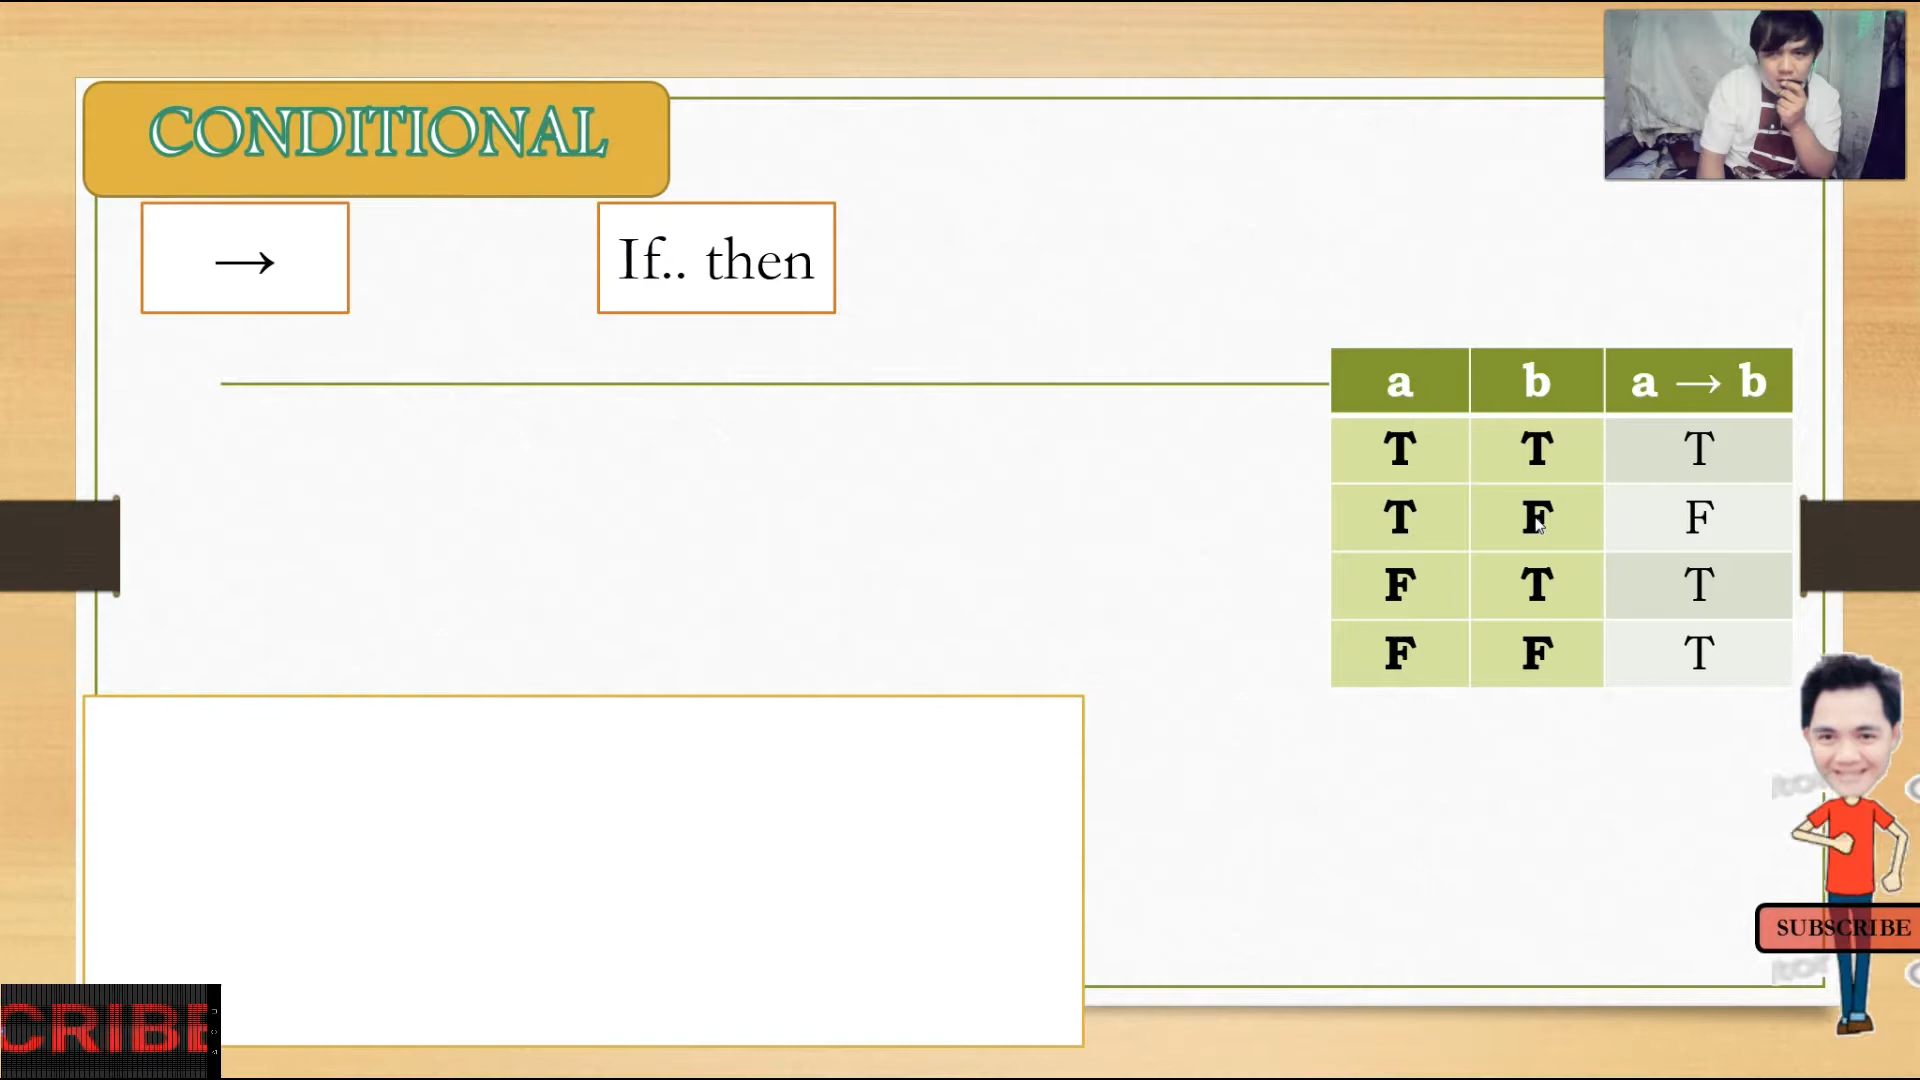 CONDITIONAL
→
If.. then
a b a → b
T T T
T F F
F T T
F F T
SUBSCRIBE
CRIBE